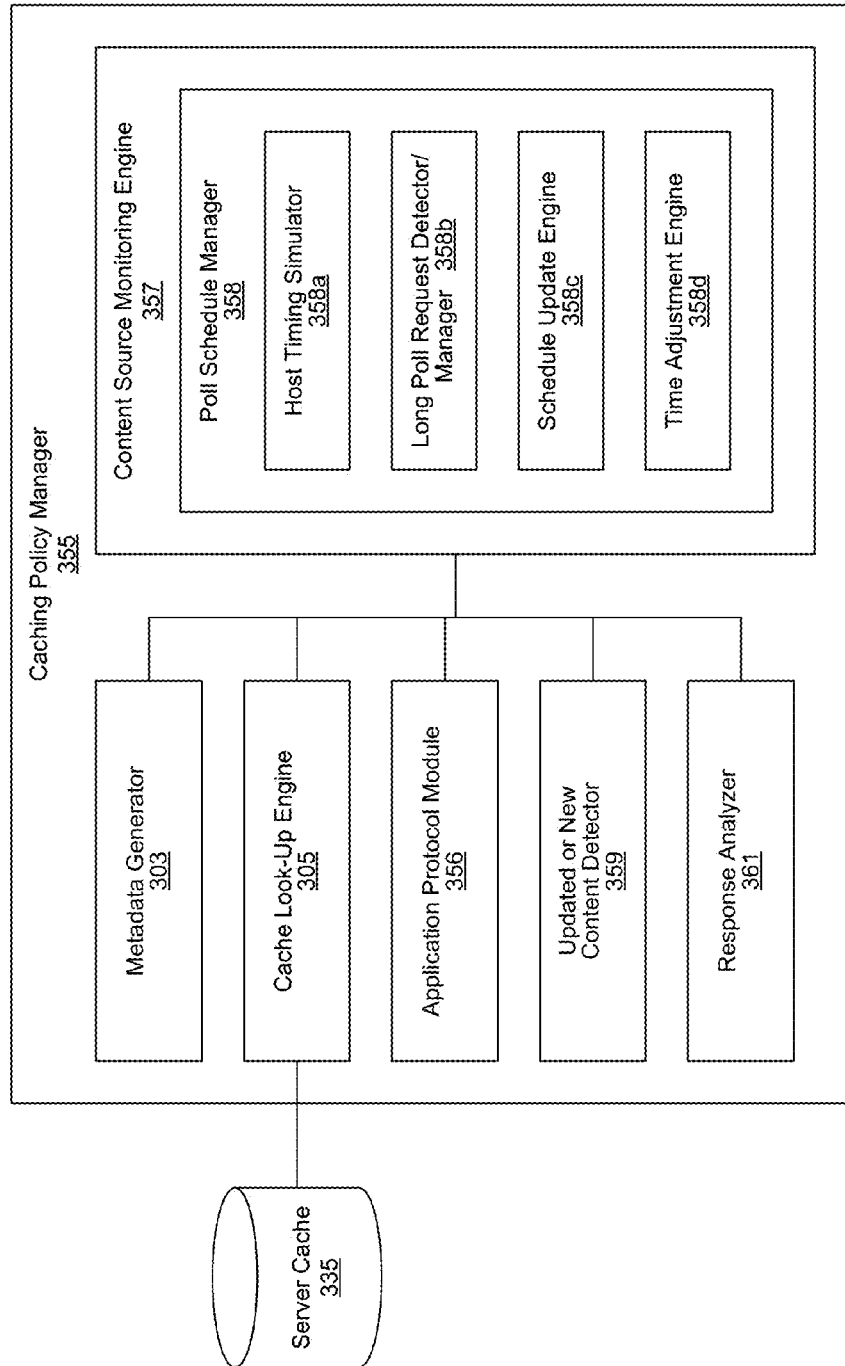 Caching Policy Manager
355
Server Cache
335
Metadata Generator
303
Cache Look-Up Engine
305
Application Protocol Module
356
Updated or New
Content Detector
359
Response Analyzer
361
Content Source Monitoring Engine
357
Poll Schedule Manager
358
Host Timing Simulator
358a
Long Poll Request Detector/
Manager 358b
Schedule Update Engine
358c
Time Adjustment Engine
358d